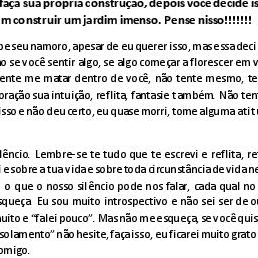 faça sua própria construção, depois você decide is
m construir um jardim imenso. Pense nisso!!!!!!!
e seu namoro, apesar de eu querer isso, mas essa deci
o se você sentir algo, se algo começar a florescer em v
ente me matar dentro de você, não tente mesmo, te
oração sua intuição, reflita, fantasie também. Não ten
isso e não deu certo, eu quase morri, tome alguma atitu
lêncio. Lembre-se te tudo que te escrevi e reflita, re
i e sobre a tua vida e sobre toda circunstância de vida ne
o que o nosso silêncio pode nos falar, cada qual no
squeça. Eu sou muito introspectivo e não sei ser de ou
uito e “falei pouco”. Mas não me esqueça, se você quis
solamento” não hesite, faça isso, eu ficarei muito grato
omigo.